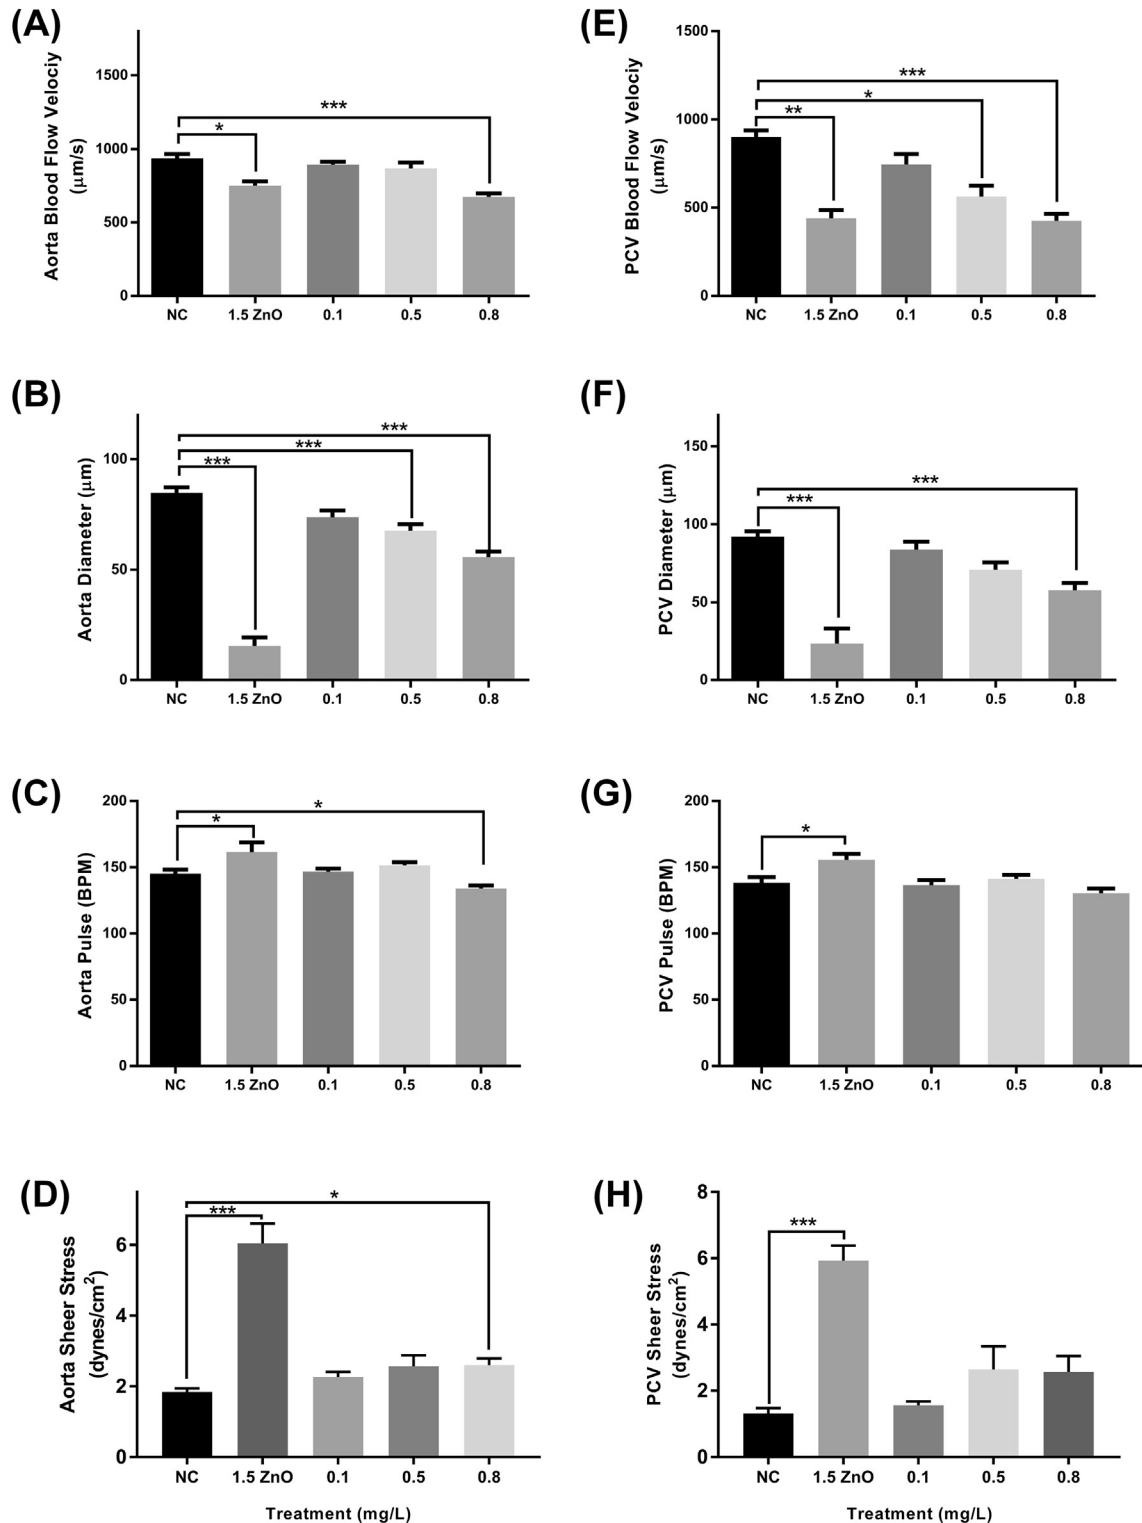 (A)
Aorta Blood Flow Velociy
(μm/s)
1500
1000
500
0
*
***
NC 1.5 ZnO 0.1 0.5 0.8
(E)
PCV Blood Flow Velociy
(μm/s)
1500
1000
500
0
**
*
***
NC 1.5 ZnO 0.1 0.5 0.8
(B)
Aorta Diameter (μm)
100
50
0
***
***
***
NC 1.5 ZnO 0.1 0.5 0.8
(F)
PCV Diameter (μm)
150
100
50
0
***
***
NC 1.5 ZnO 0.1 0.5 0.8
(C)
Aorta Pulse (BPM)
200
150
100
50
0
*
*
NC 1.5 ZnO 0.1 0.5 0.8
(G)
PCV Pulse (BPM)
200
150
100
50
0
*
NC 1.5 ZnO 0.1 0.5 0.8
(D)
Aorta Sheer Stress
(dynes/cm²)
6
4
2
0
***
*
NC 1.5 ZnO 0.1 0.5 0.8
Treatment (mg/L)
(H)
PCV Sheer Stress
(dynes/cm²)
8
6
4
2
0
***
NC 1.5 ZnO 0.1 0.5 0.8
Treatment (mg/L)